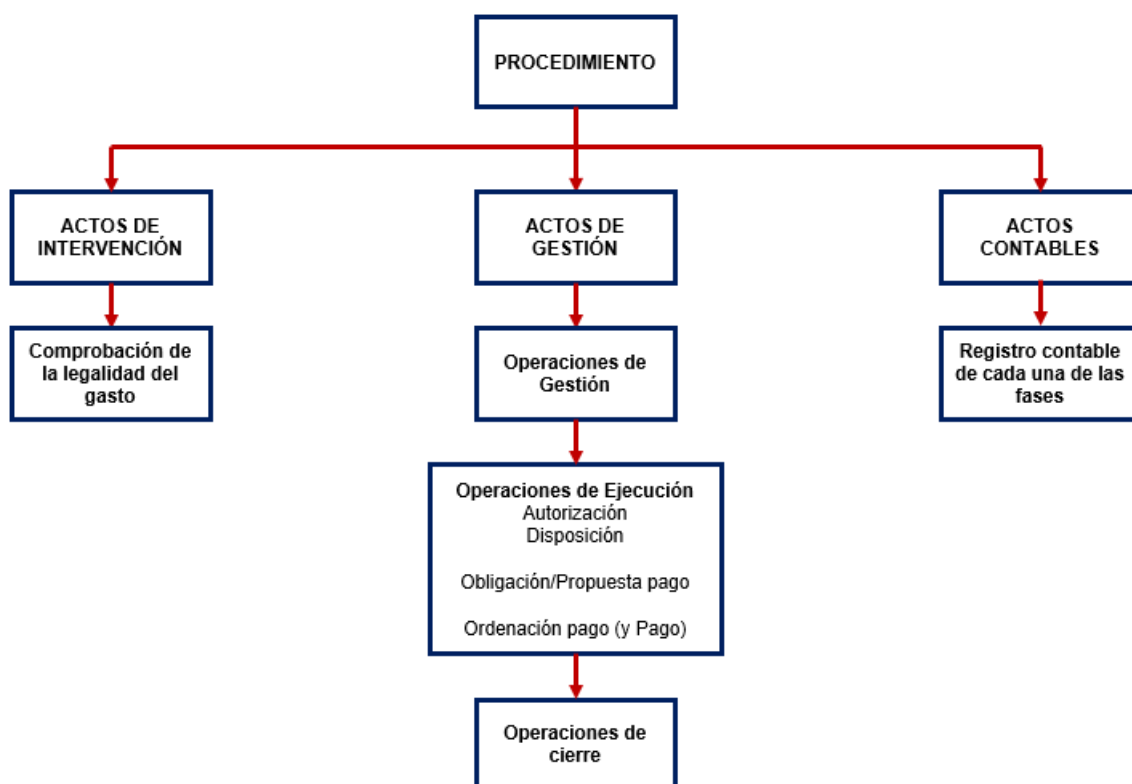 PROCEDIMIENTO
ACTOS DE
INTERVENCIÓN
ACTOS DE
GESTIÓN
ACTOS
CONTABLES
Comprobación de
la legalidad del
gasto
Operaciones de
Gestión
Registro contable
de cada una de las
fases
Operaciones de Ejecución
Autorización
Disposición
Obligación/Propuesta pago
Ordenación pago (y Pago)
Operaciones de
cierre